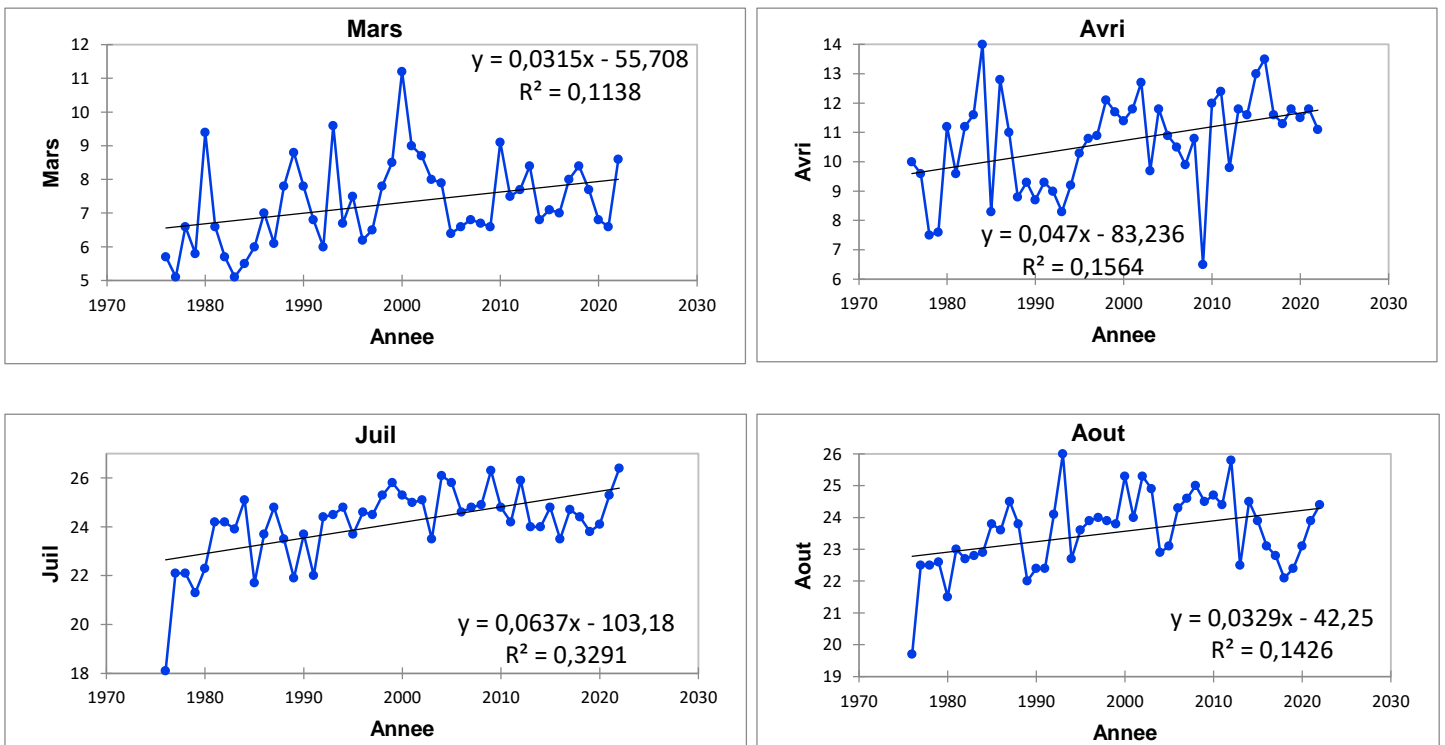 Mars
y = 0,0315x - 55,708
R² = 0,1138
Mars
12
11
10
9
8
7
6
5
1970 1980 1990 2000 2010 2020 2030
Annee
Avri
Avri
14
13
12
11
10
9
8
7
6
y = 0,047x - 83,236
R² = 0,1564
1970 1980 1990 2000 2010 2020 2030
Annee
Juil
Juil
26
24
22
20
18
y = 0,0637x - 103,18
R² = 0,3291
1970 1980 1990 2000 2010 2020 2030
Annee
Aout
Aout
26
25
24
23
22
21
20
19
y = 0,0329x - 42,25
R² = 0,1426
1970 1980 1990 2000 2010 2020 2030
Annee